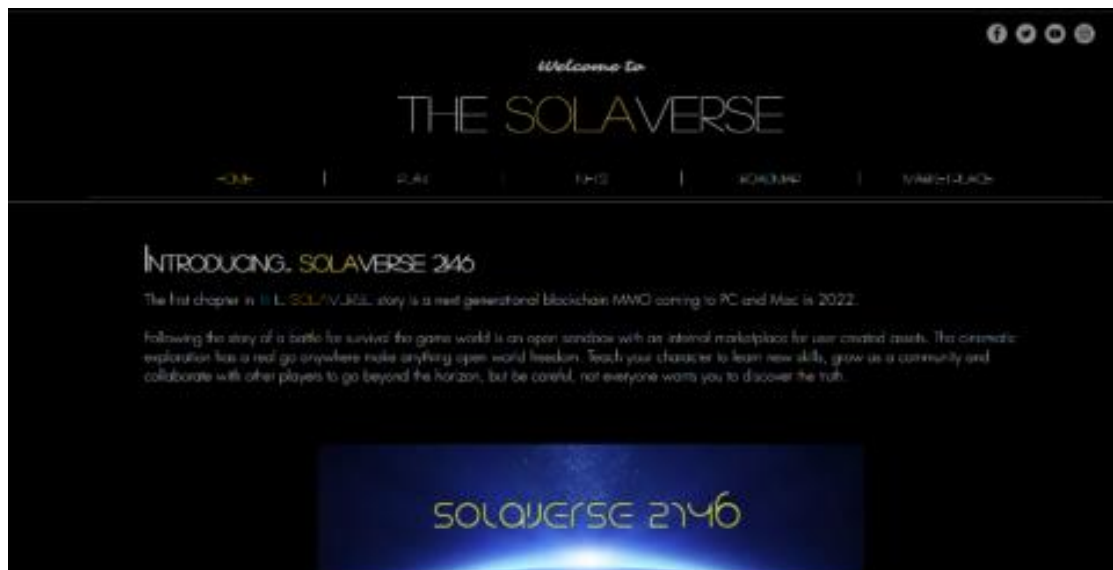 Welcome to
THE SOLAVERSE
HOME
PLAY
NFTS
ROADMAP
MARKETPLACE
INTRODUCING.. SOLAVERSE 2146
The first chapter in THE SOLAVERSE story is a next generational blockchain MMO coming to PC and Mac in 2022.
Following the story of a battle for survival the game world is an open sandbox with an internal marketplace for user created assets. The cinematic
exploration has a real go anywhere make anything open world freedom. Teach your character to learn new skills, grow as a community and
collaborate with other players to go beyond the horizon, but be careful, not everyone wants you to discover the truth.
SOLAVERSE 2146